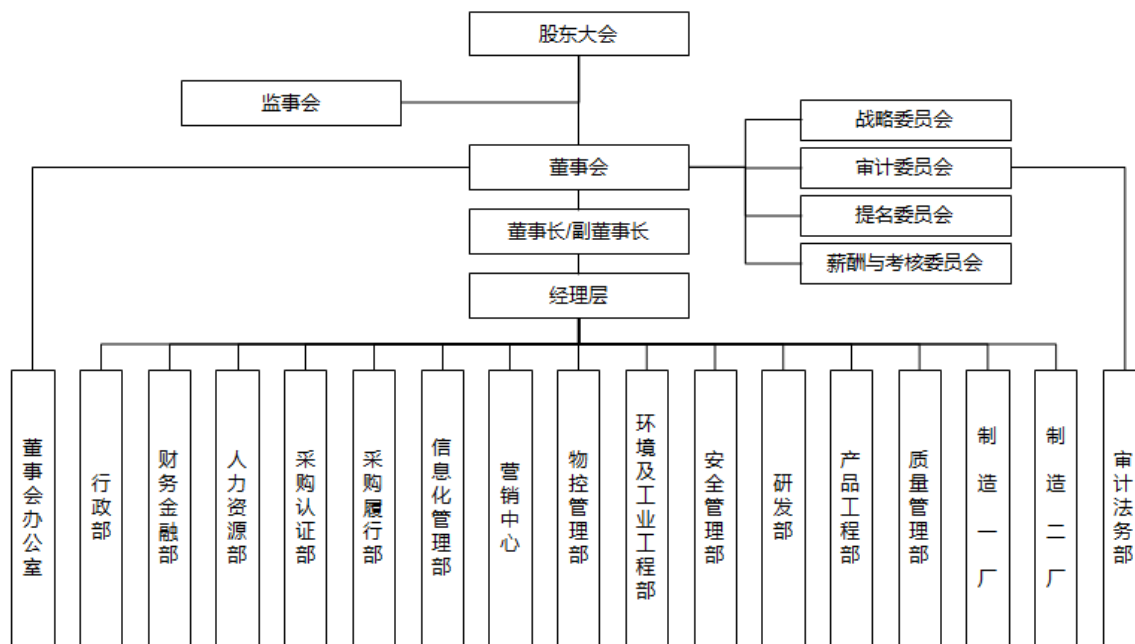 股东大会
监事会
战略委员会
董事会
审计委员会
提名委员会
董事长/副董事长
薪酬与考核委员会
经理层
董事会办公室
行政部
财务金融部
人力资源部
采购认证部
采购履行部
信息化管理部
营销中心
物控管理部
环境及工业工程部
安全管理部
研发部
产品工程部
质量管理部
制造一厂
制造二厂
审计法务部